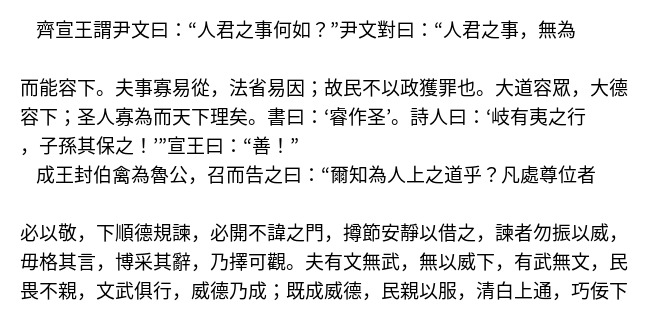 齊宣王謂尹文曰：“人君之事何如？”尹文對曰：“人君之事，無為
而能容下。夫事寡易從，法省易因；故民不以政獲罪也。大道容眾，大德
容下；圣人寡為而天下理矣。書曰：‘睿作圣’。詩人曰：‘岐有夷之行
，子孫其保之！’”宣王曰：“善！”
成王封伯禽為魯公，召而告之曰：“爾知為人上之道乎？凡處尊位者
必以敬，下順德規諫，必開不諱之門，撙節安靜以借之，諫者勿振以威，
毋格其言，博采其辭，乃擇可觀。夫有文無武，無以威下，有武無文，民
畏不親，文武俱行，威德乃成；既成威德，民親以服，清白上通，巧佞下